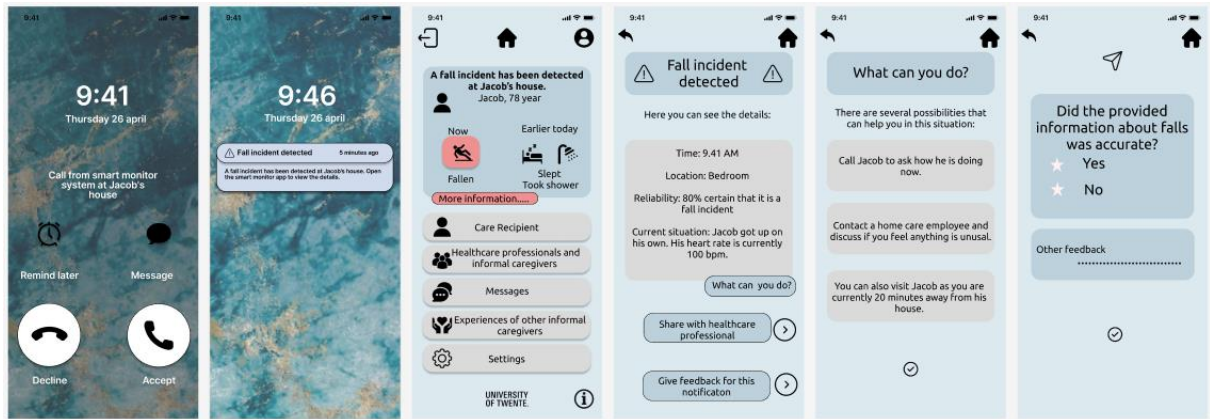 9:41
9:41
Thursday 26 april
Call from smart monitor
system at Jacob's
house
Remind later
Message
Decline
Accept
9:41
9:46
Thursday 26 april
Fall incident detected
5 minutes ago
A fall incident has been detected at Jacob's house. Open
the smart monitor app to view the details.
9:41
A fall incident has been detected
at Jacob's house.
Jacob, 78 year
Now
Earlier today
Fallen
Slept
Took shower
More information.....
Care Recipient
Healthcare professionals and
informal caregivers
Messages
Experiences of other informal
caregivers
Settings
UNIVERSITY
OF TWENTE.
9:41
Fall incident
detected
Here you can see the details:
Time: 9.41 AM
Location: Bedroom
Reliability: 80% certain that it is a
fall incident
Current situation: Jacob got up on
his own. His heart rate is currently
100 bpm.
What can you do?
Share with healthcare
professional
Give feedback for this
notificaton
9:41
What can you do?
There are several possibilities that
can help you in this situation:
Call Jacob to ask how he is doing
now.
Contact a home care employee and
discuss if you feel anything is unusal.
You can also visit Jacob as you are
currently 20 minutes away from his
house.
9:41
Did the provided
information about falls
was accurate?
Yes
No
Other feedback
..............................